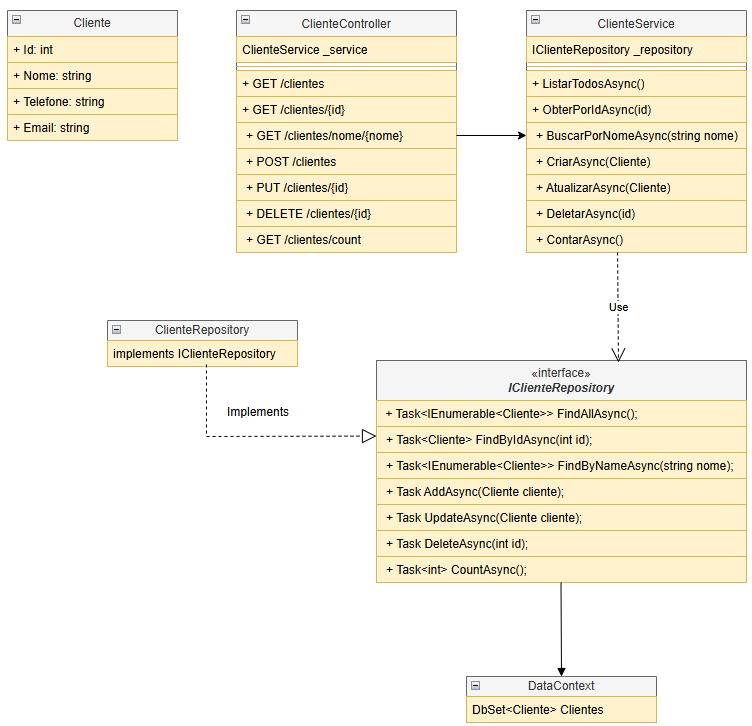 Cliente
+ Id: int
+ Nome: string
+ Telefone: string
+ Email: string
ClienteController
ClienteService _service
+ GET /clientes
+ GET /clientes/{id}
+ GET /clientes/nome/{nome}
+ POST /clientes
+ PUT /clientes/{id}
+ DELETE /clientes/{id}
+ GET /clientes/count
ClienteService
IClienteRepository _repository
+ ListarTodosAsync()
+ ObterPorIdAsync(id)
+ BuscarPorNomeAsync(string nome)
+ CriarAsync(Cliente)
+ AtualizarAsync(Cliente)
+ DeletarAsync(id)
+ ContarAsync()
Use
ClienteRepository
implements IClienteRepository
Implements
«interface»
IClienteRepository
+ Task<IEnumerable<Cliente>> FindAllAsync();
+ Task<Cliente> FindByIdAsync(int id);
+ Task<IEnumerable<Cliente>> FindByNameAsync(string nome);
+ Task AddAsync(Cliente cliente);
+ Task UpdateAsync(Cliente cliente);
+ Task DeleteAsync(int id);
+ Task<int> CountAsync();
DataContext
DbSet<Cliente> Clientes